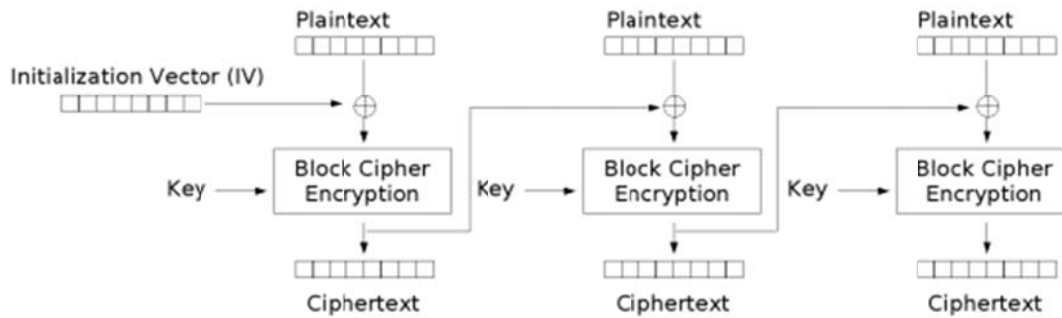 Plaintext
Plaintext
Plaintext
Initialization Vector (IV)
Key
Block Cipher
Encryption
Key
Block Cipher
Encryption
Key
Block Cipher
Encryption
Ciphertext
Ciphertext
Ciphertext